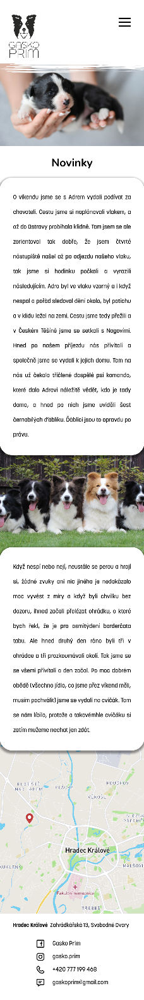 GASKO
PRIM
Novinky
O víkendu jsme se s Adrem vydali podívat za
chovateli. Cestu jsme si naplánovali vlakem, a
až do Ostravy probíhala klidně. Tam jsem se ale
zorientoval tak dobře, že jsem čtvrté
nástupiště našel až po odjezdu našeho vlaku,
tak jsme si hodinku počkali a vyrazili
následujícím. Adra byl ve vlaku vzorný a i když
nespal a pořád sledoval dění okolo, byl potichu
a v klidu ležel na zemi. Cestu jsme tedy přežili a
v Českém Těšíně jsme se setkali s Nogovími.
Hned po našem příjezdu nás přivítali a
společně jsme se vydali k jejich domu. Tam na
nás už čekalo tříčlené dospělé psí komando,
které dalo Adrovi náležitě vědět, kdo je tady
doma, a hned po nich jsme uviděli šest
černobílých ďáblíku. Ďáblíci jsou to opravdu po
právu.
Když nespí nebo nejí, neustále se perou a hrají
si, žádné zvuky ani nic jiného je nedokázalo
moc vyvést z míry a když byli chvilku bez
dozoru, ihned začali přelézat ohrádku, o které
bych řekl, že je pro osmitýdení borderčata
tabu. Ale hned druhý den ráno byli tři v
ohrádce a tři prozkoumávali okolí. Tak jsme se
se všemi přivítali a den začal. Po moc dobrém
obědě (všechno jídlo, co jsme přez víkend měli,
musím pochválit) jsme se vydali na cvičák. Tam
se nám líbilo, protože a takovémhle cvičáku si
zatím mužeme nechat jen zdát.
PLOTIŠTĚ
NAD LABEM
PLÁCKY
POUCHOV
VĚKOŠE
SLEZSKÉ
PŘEDMĚSTÍ
Hradec Králové
KUKLENY
MALŠOVICE
Fakultní nemocnice
TŘEBEŠ
Hradec Králové Zahrádkářská 13, Svobodné Dvory
Gasko Prim
gasko.prim
+420 777 199 468
gaskoprim@gmail.com